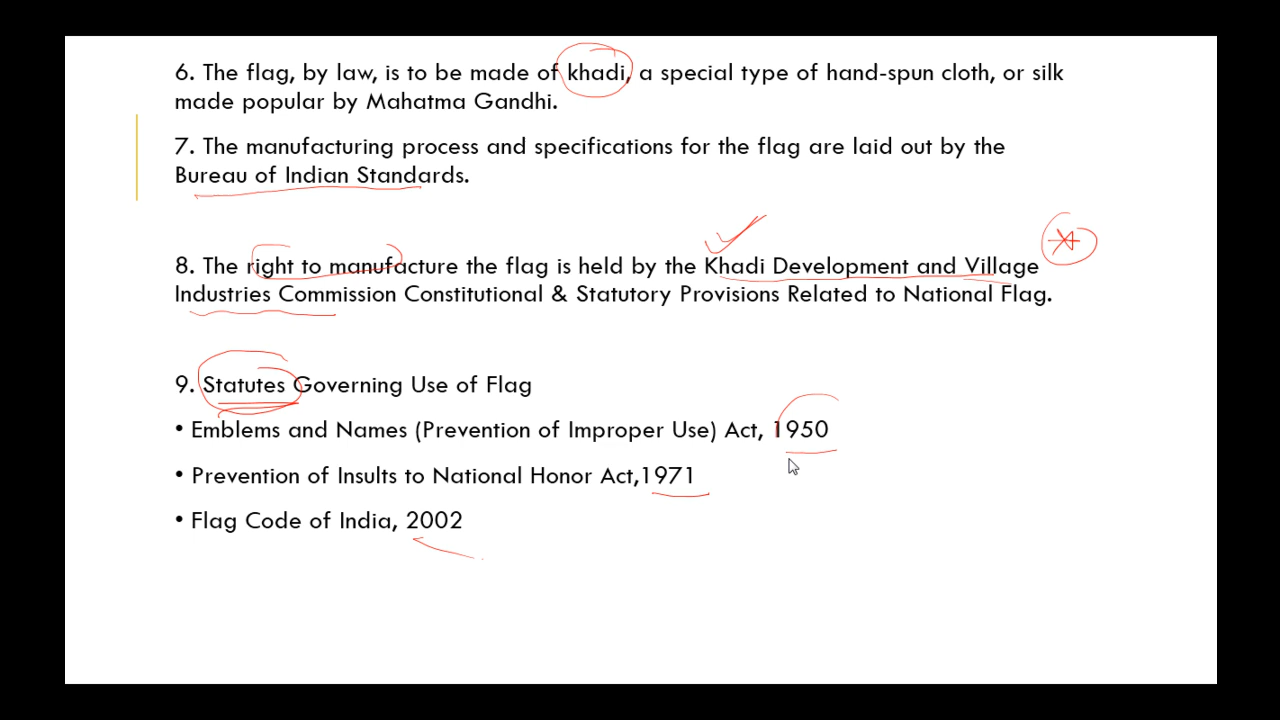 6. The flag, by law, is to be made of khadi, a special type of hand-spun cloth, or silk
made popular by Mahatma Gandhi.
7. The manufacturing process and specifications for the flag are laid out by the
Bureau of Indian Standards.
8. The right to manufacture the flag is held by the Khadi Development and Village
Industries Commission Constitutional & Statutory Provisions Related to National Flag.
9. Statutes Governing Use of Flag
• Emblems and Names (Prevention of Improper Use) Act, 1950
• Prevention of Insults to National Honor Act,1971
• Flag Code of India, 2002